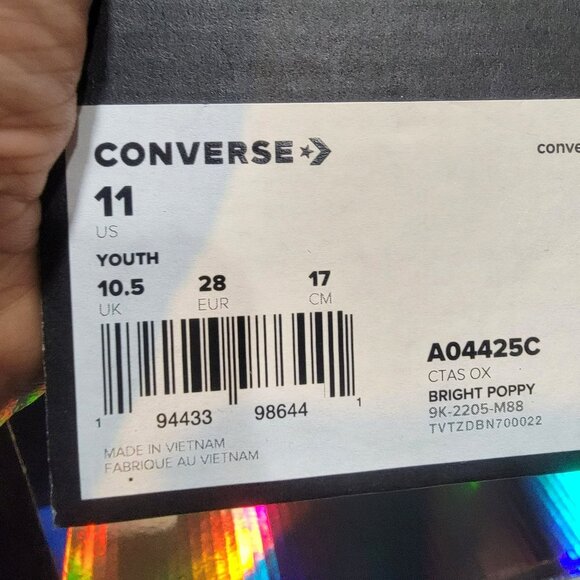 CONVERSE
conve
11
US
YOUTH
10.5 28 17
UK EUR CM
1 94433 98644 1
MADE IN VIETNAM
FABRIQUE AU VIETNAM
A04425C
CTAS OX
BRIGHT POPPY
9K-2205-M88
TVTZDBN700022